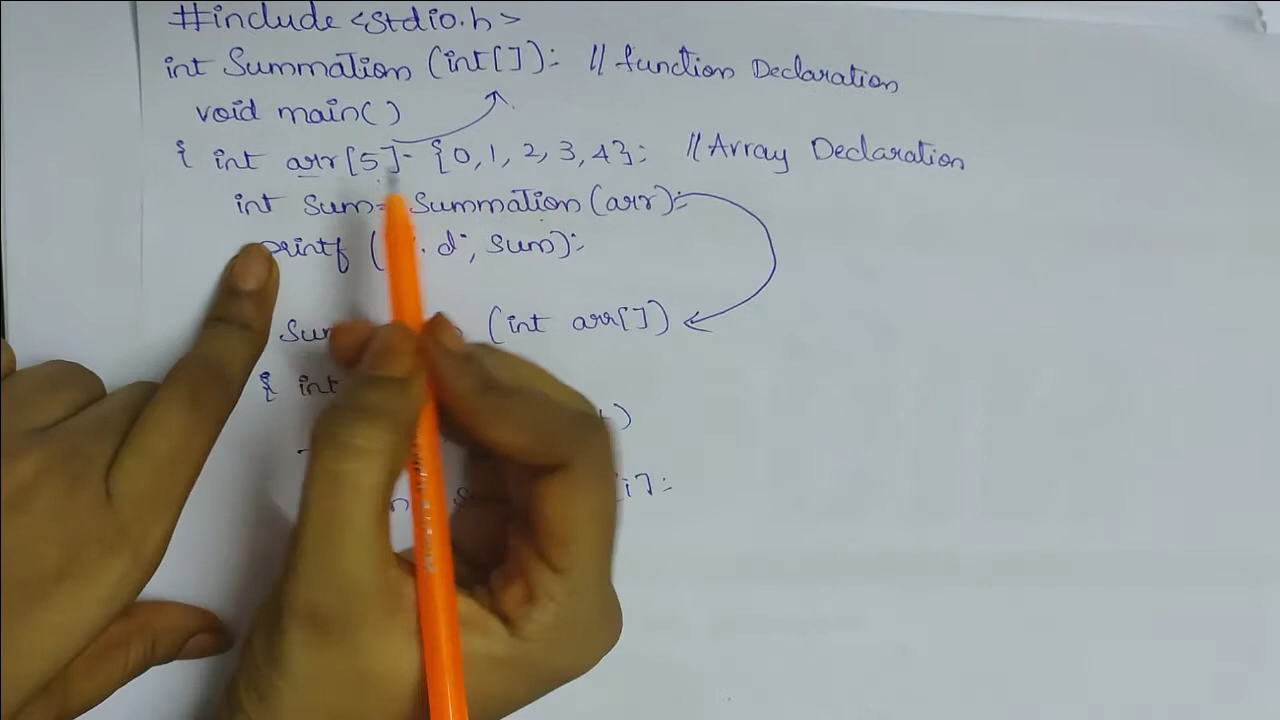 #include <stdio.h>
int Summation (int[]); // function Declaration
void main()
{ int arr[5]= {0,1,2,3,4}; // Array Declaration
int Sum= Summation (arr);
printf ( d", Sum);
(int arr[])
{ int
)
[i];